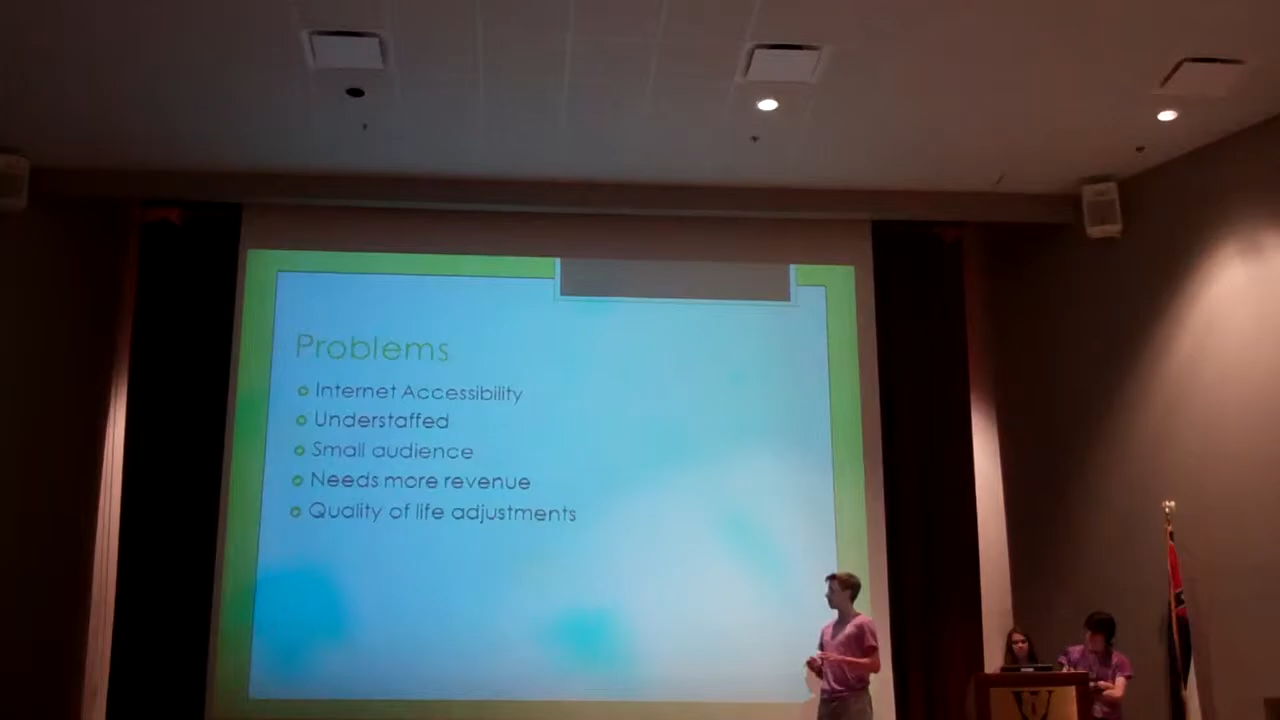 Problems
Internet Accessibility
Understaffed
Small audience
Needs more revenue
Quality of life adjustments